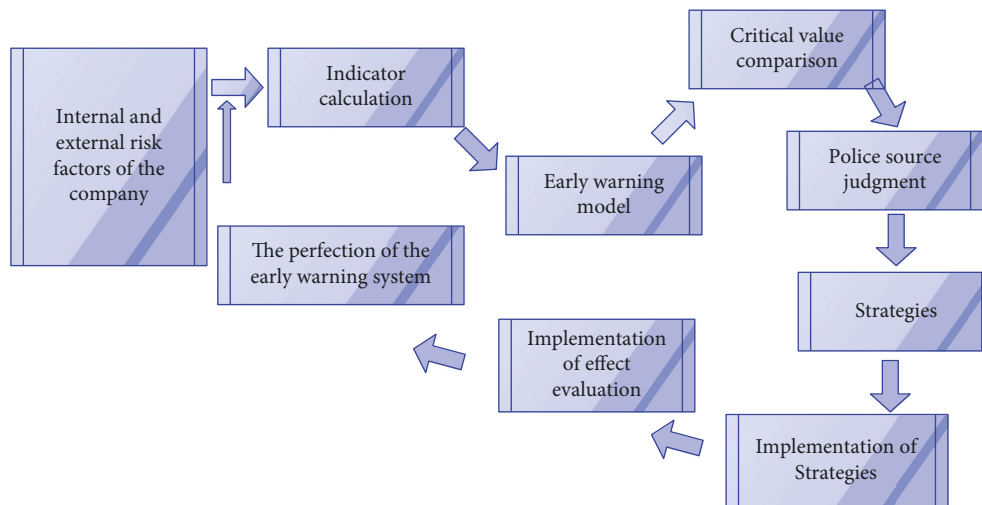 Internal and
external risk
factors of the
company
Indicator
calculation
Early warning
model
Critical value
comparison
Police source
judgment
Strategies
Implementation of
Strategies
Implementation
of effect
evaluation
The perfection of the
early warning system